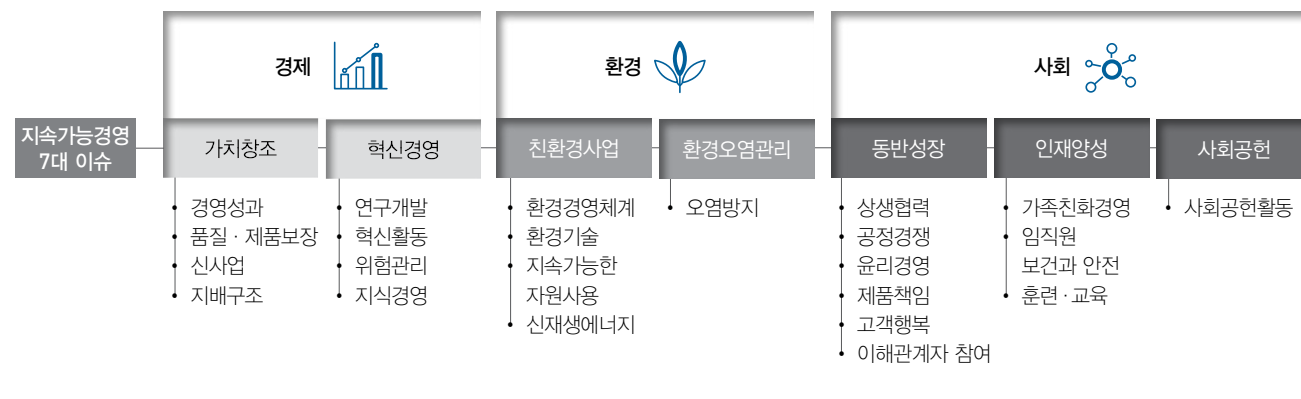 경제
환경
사회
지속가능경영
7대 이슈
가치창조
혁신경영
친환경사업
환경오염관리
동반성장
인재양성
사회공헌
• 경영성과
• 품질 · 제품보장
• 신사업
• 지배구조
• 연구개발
• 혁신활동
• 위험관리
• 지식경영
• 환경경영체계
• 환경기술
• 지속가능한
자원사용
• 신재생에너지
• 오염방지
• 상생협력
• 공정경쟁
• 윤리경영
• 제품책임
• 고객행복
• 이해관계자 참여
• 가족친화경영
• 임직원
보건과 안전
• 훈련 · 교육
• 사회공헌활동